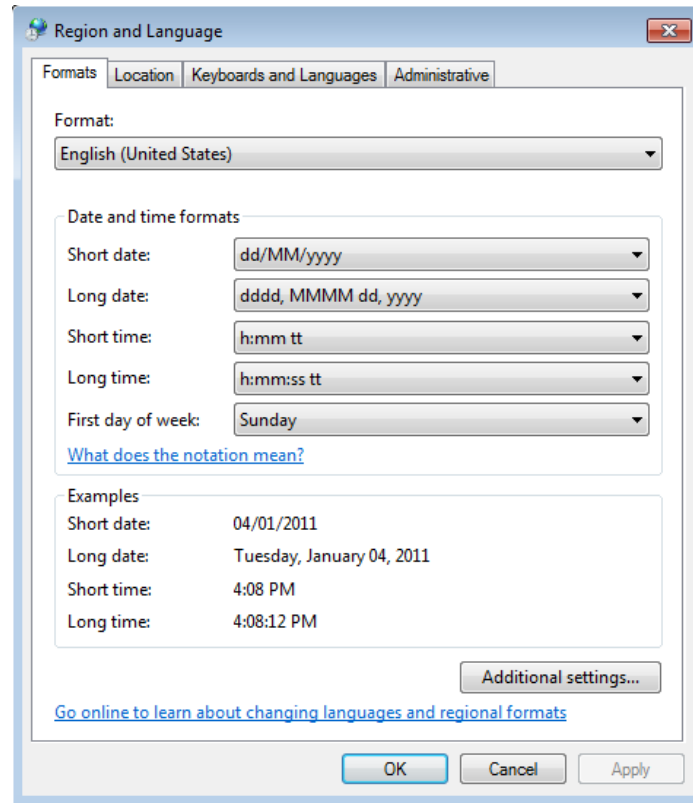 Region and Language
Formats Location Keyboards and Languages Administrative
Format:
English (United States)
Date and time formats
Short date: dd/MM/yyyy
Long date: dddd, MMMM dd, yyyy
Short time: h:mm tt
Long time: h:mm:ss tt
First day of week: Sunday
What does the notation mean?
Examples
Short date: 04/01/2011
Long date: Tuesday, January 04, 2011
Short time: 4:08 PM
Long time: 4:08:12 PM
Additional settings...
Go online to learn about changing languages and regional formats
OK Cancel Apply